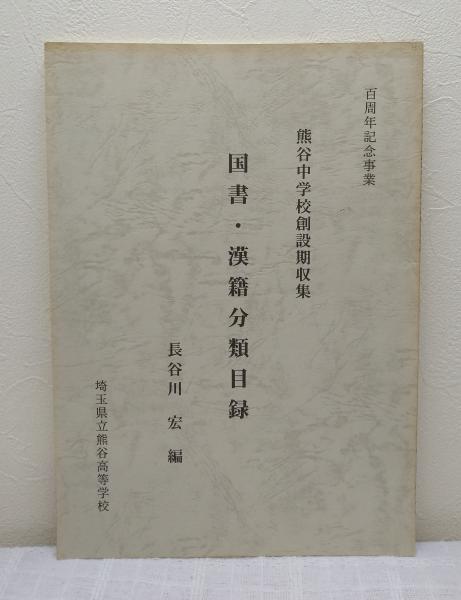 百周年記念事業
熊谷中学校創設期収集
国書・漢籍分類目録
長谷川 宏 編
埼玉県立熊谷高等学校